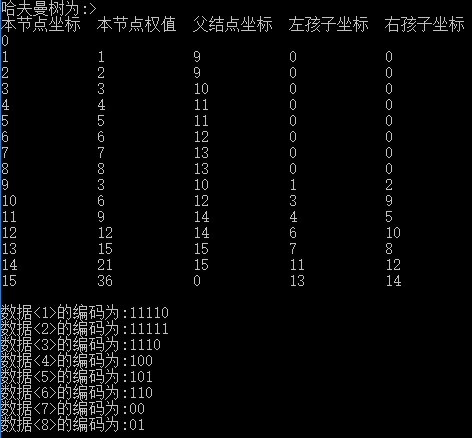 哈夫曼树为:>
本节点坐标 本节点权值 父结点坐标 左孩子坐标 右孩子坐标
0
1 1 9 0 0
2 2 9 0 0
3 3 10 0 0
4 4 11 0 0
5 5 11 0 0
6 6 12 0 0
7 7 13 0 0
8 8 13 0 0
9 3 10 1 2
10 6 12 3 9
11 9 14 4 5
12 12 14 6 10
13 15 15 7 8
14 21 15 11 12
15 36 0 13 14
数据<1>的编码为:11110
数据<2>的编码为:11111
数据<3>的编码为:1110
数据<4>的编码为:100
数据<5>的编码为:101
数据<6>的编码为:110
数据<7>的编码为:00
数据<8>的编码为:01